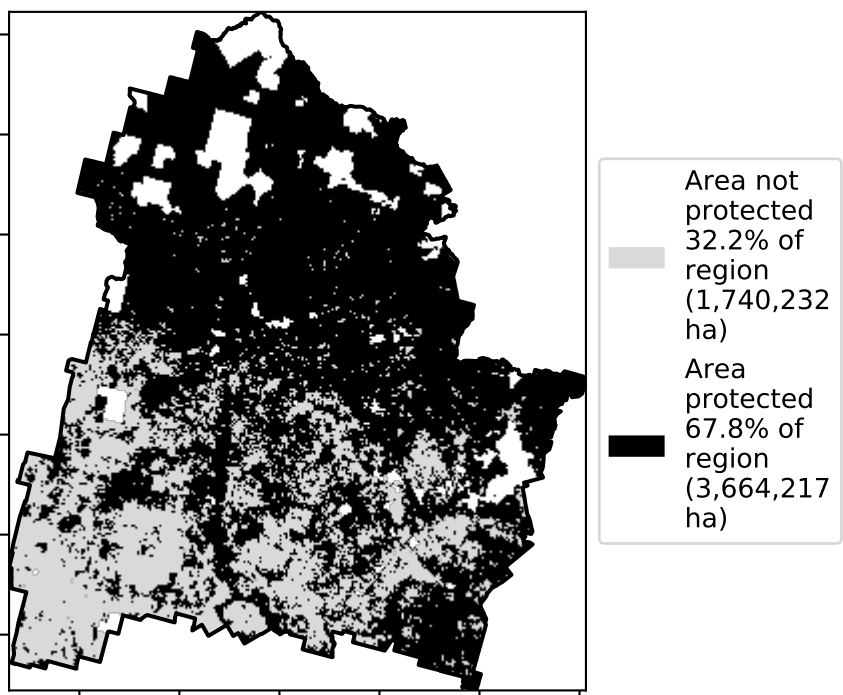 Area not
protected
32.2% of
region
(1,740,232
ha)
Area
protected
67.8% of
region
(3,664,217
ha)